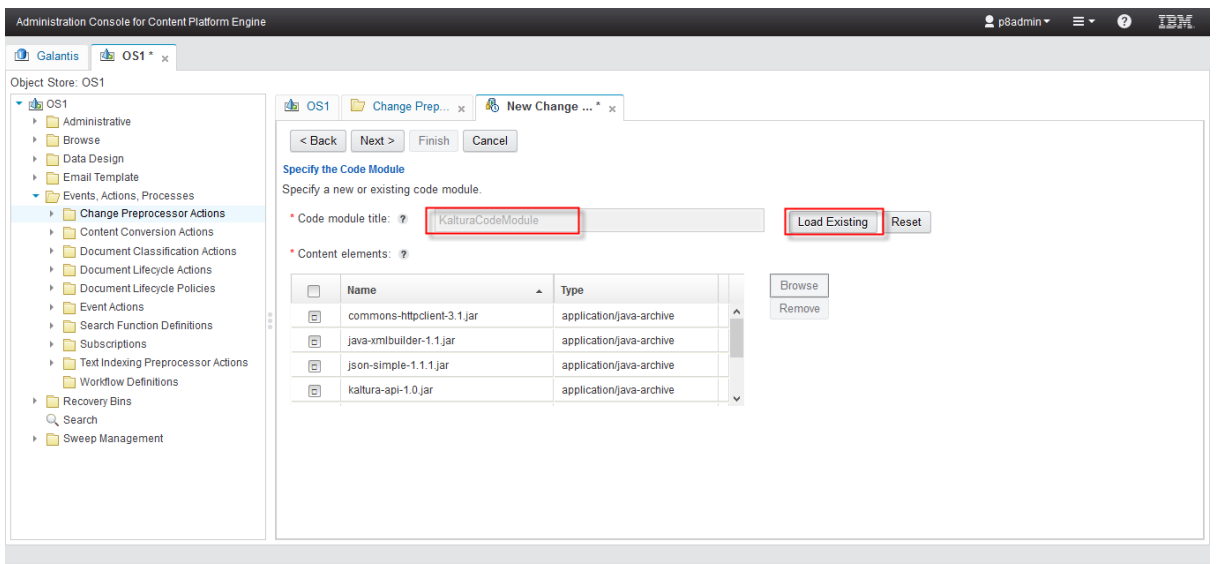 Administration Console for Content Platform Engine p8admin ? IBM.
Galantis OS1 * x
Object Store: OS1
OS1
Administrative
Browse
Data Design
Email Template
Events, Actions, Processes
Change Preprocessor Actions
Content Conversion Actions
Document Classification Actions
Document Lifecycle Actions
Document Lifecycle Policies
Event Actions
Search Function Definitions
Subscriptions
Text Indexing Preprocessor Actions
Workflow Definitions
Recovery Bins
Search
Sweep Management
OS1 Change Prep... x New Change ... * x
< Back Next > Finish Cancel
Specify the Code Module
Specify a new or existing code module.
* Code module title: ? KalturaCodeModule Load Existing Reset
* Content elements: ?
Name Type Browse
commons-httpclient-3.1.jar application/java-archive Remove
java-xmlbuilder-1.1.jar application/java-archive
json-simple-1.1.1.jar application/java-archive
kaltura-api-1.0.jar application/java-archive